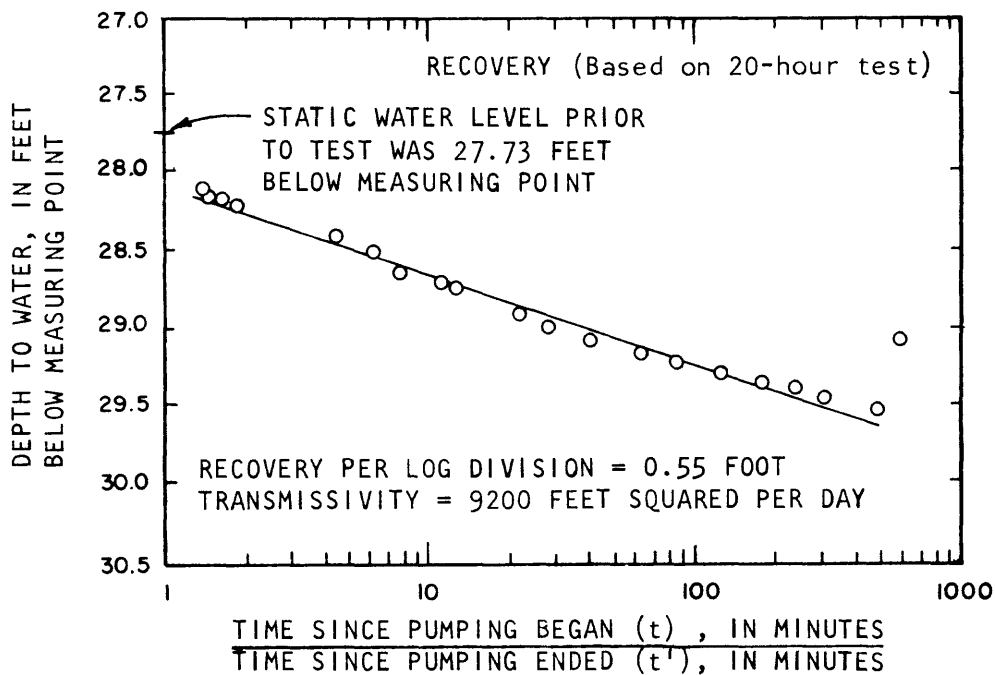 RECOVERY (Based on 20-hour test)
STATIC WATER LEVEL PRIOR
TO TEST WAS 27.73 FEET
BELOW MEASURING POINT
DEPTH TO WATER, IN FEET
BELOW MEASURING POINT
27.0
27.5
28.0
28.5
29.0
29.5
30.0
30.5
RECOVERY PER LOG DIVISION = 0.55 FOOT
TRANSMISSIVITY = 9200 FEET SQUARED PER DAY
1 10 100 1000
TIME SINCE PUMPING BEGAN (t) , IN MINUTES
TIME SINCE PUMPING ENDED (t'), IN MINUTES